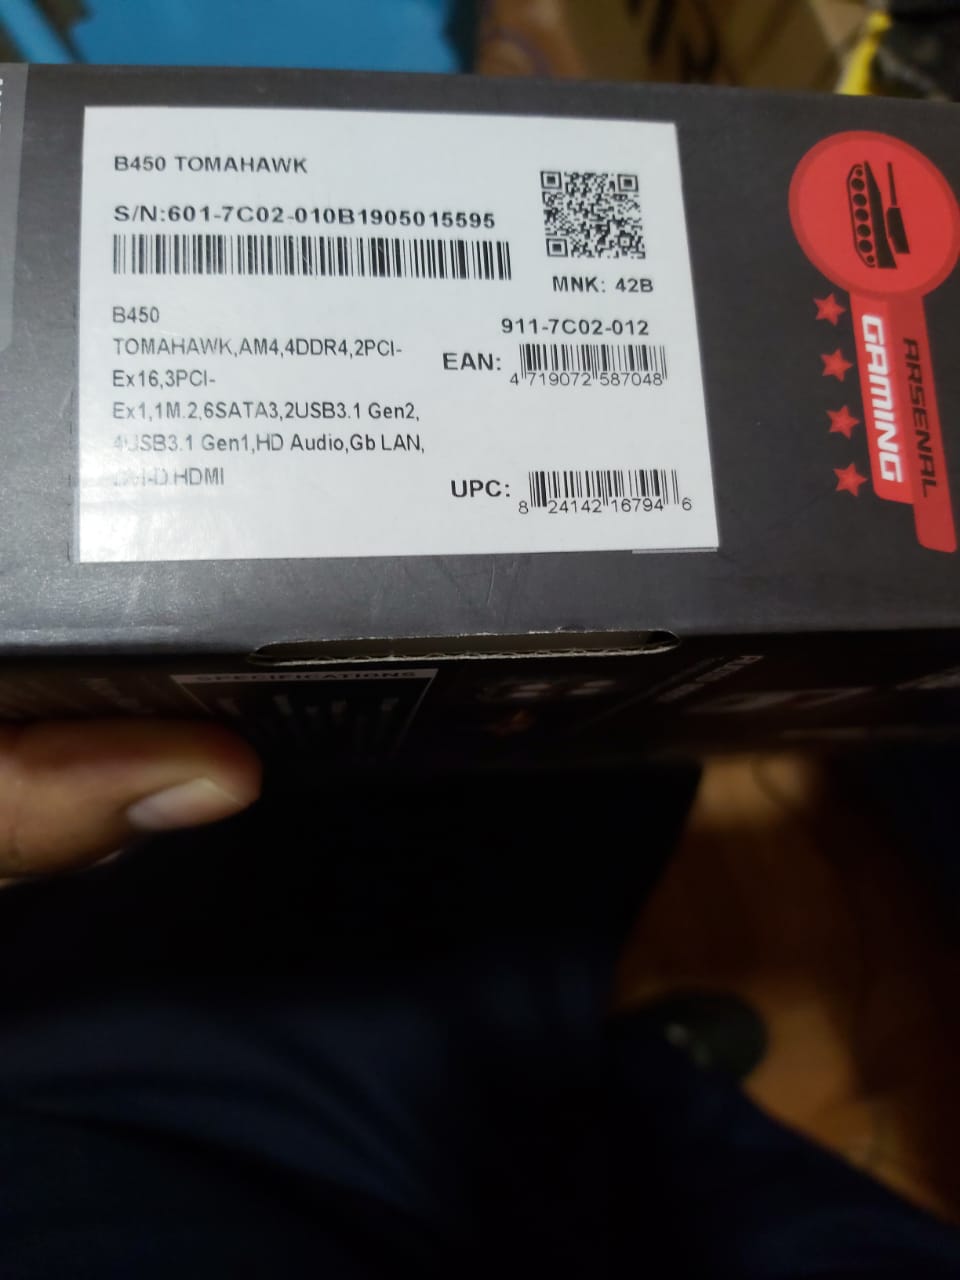 B450 TOMAHAWK
S/N:601-7C02-010B1905015595
MNK: 42B
B450
TOMAHAWK,AM4,4DDR4,2PCI-
Ex16,3PCI-
Ex1,1M.2,6SATA3,2USB3.1 Gen2,
4USB3.1 Gen1,HD Audio,Gb LAN,
HDMI
911-7C02-012
EAN:
4 719072 587048
UPC:
8 24142 16794 6
ARSENAL
GAMING
SPECIFICATIONS